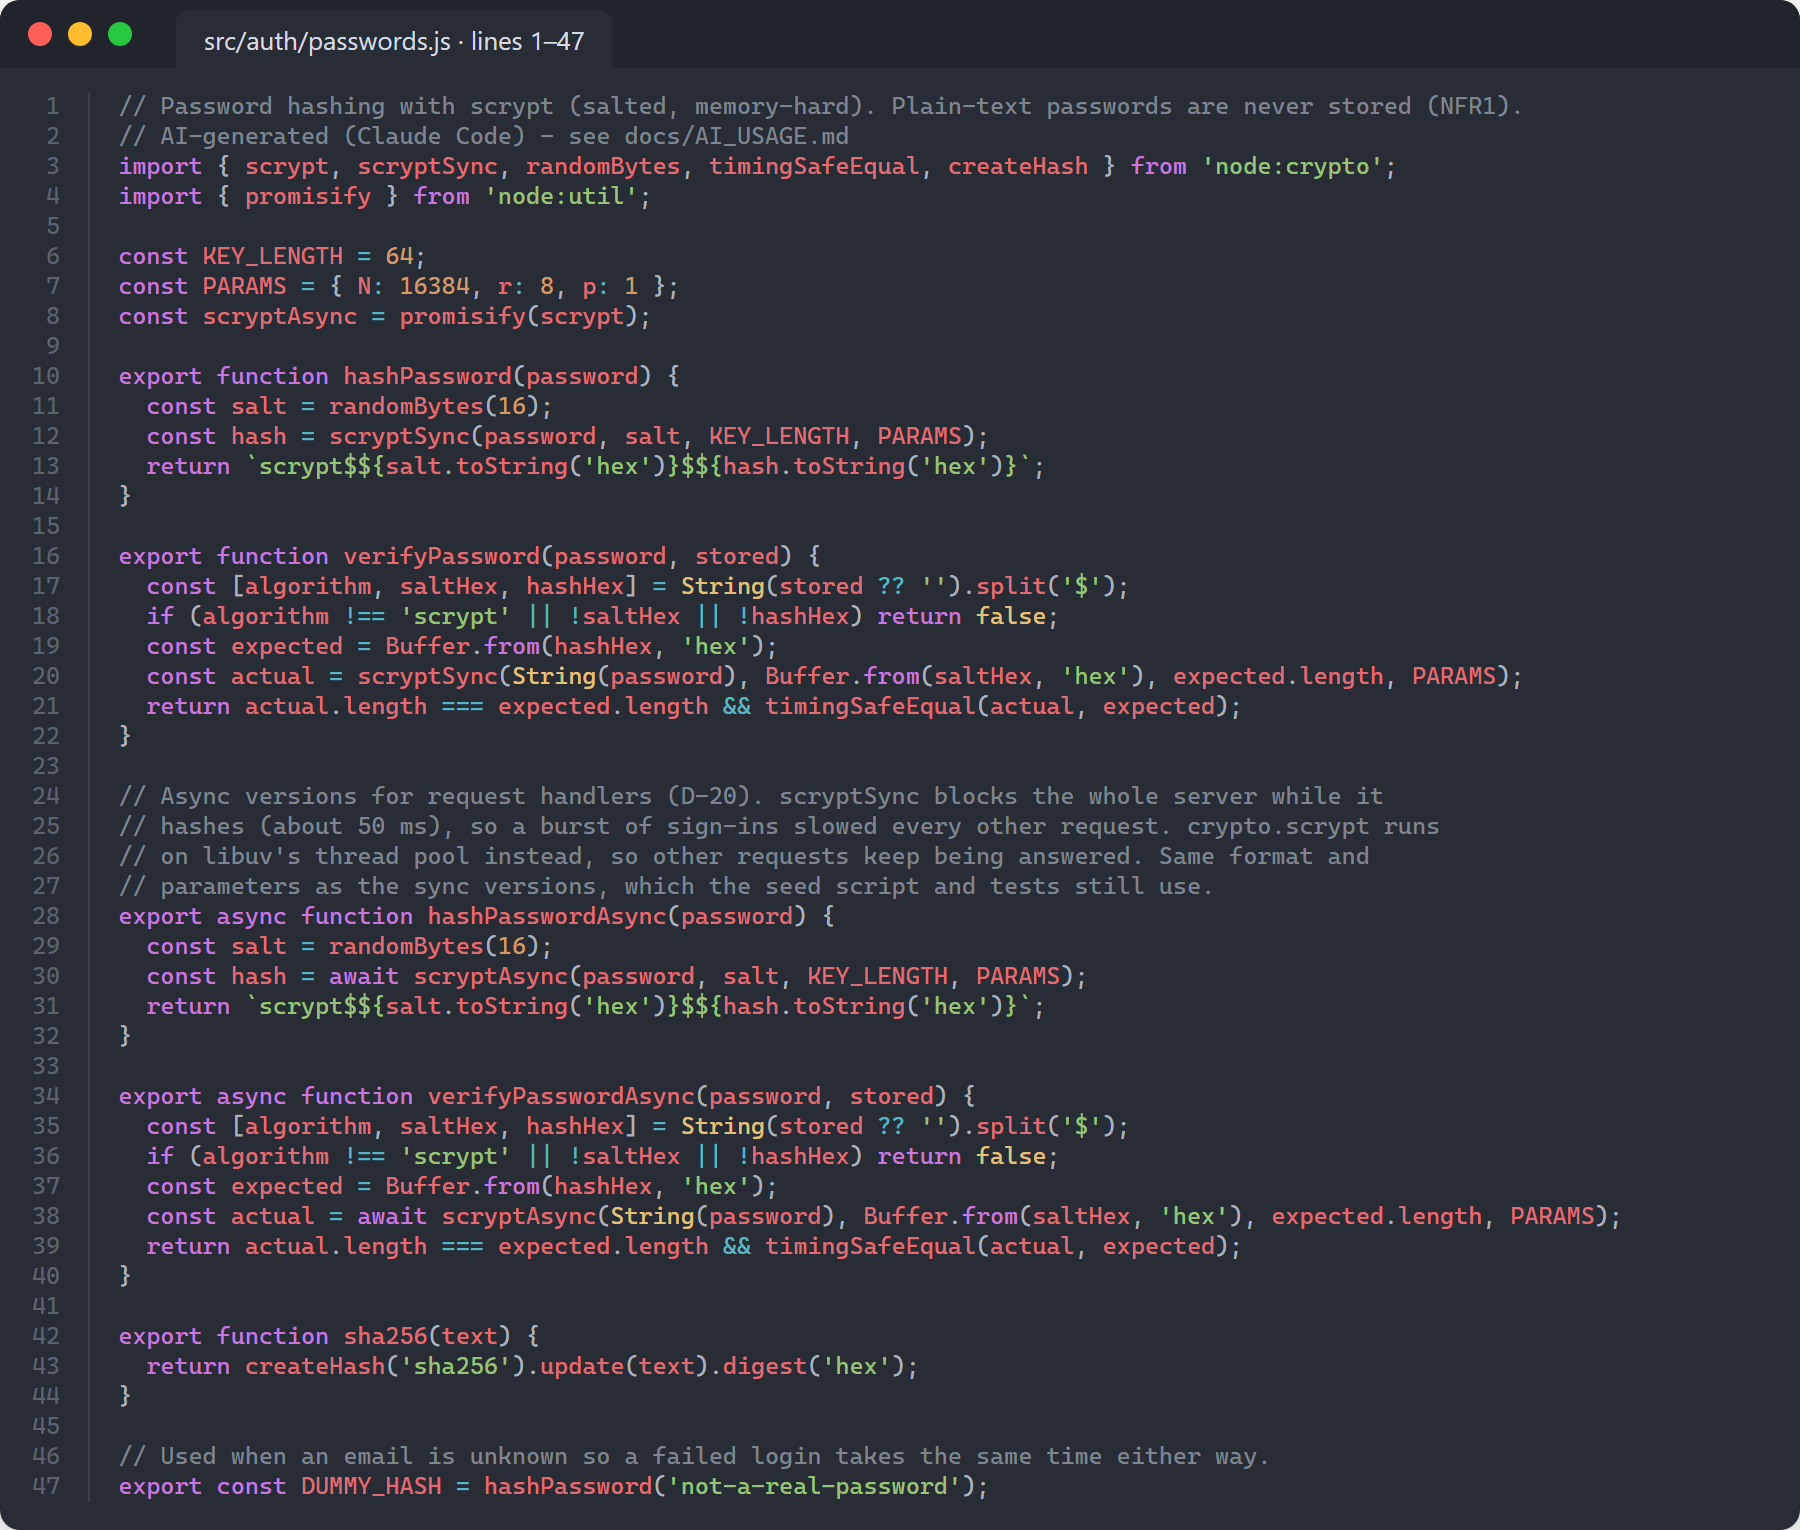 src/auth/passwords.js · lines 1–47
1 // Password hashing with scrypt (salted, memory-hard). Plain-text passwords are never stored (NFR1).
2 // AI-generated (Claude Code) - see docs/AI_USAGE.md
3 import { scrypt, scryptSync, randomBytes, timingSafeEqual, createHash } from 'node:crypto';
4 import { promisify } from 'node:util';
5
6 const KEY_LENGTH = 64;
7 const PARAMS = { N: 16384, r: 8, p: 1 };
8 const scryptAsync = promisify(scrypt);
9
10 export function hashPassword(password) {
11   const salt = randomBytes(16);
12   const hash = scryptSync(password, salt, KEY_LENGTH, PARAMS);
13   return `scrypt$${salt.toString('hex')}$${hash.toString('hex')}`;
14 }
15
16 export function verifyPassword(password, stored) {
17   const [algorithm, saltHex, hashHex] = String(stored ?? '').split('$');
18   if (algorithm !== 'scrypt' || !saltHex || !hashHex) return false;
19   const expected = Buffer.from(hashHex, 'hex');
20   const actual = scryptSync(String(password), Buffer.from(saltHex, 'hex'), expected.length, PARAMS);
21   return actual.length === expected.length && timingSafeEqual(actual, expected);
22 }
23
24 // Async versions for request handlers (D-20). scryptSync blocks the whole server while it
25 // hashes (about 50 ms), so a burst of sign-ins slowed every other request. crypto.scrypt runs
26 // on libuv's thread pool instead, so other requests keep being answered. Same format and
27 // parameters as the sync versions, which the seed script and tests still use.
28 export async function hashPasswordAsync(password) {
29   const salt = randomBytes(16);
30   const hash = await scryptAsync(password, salt, KEY_LENGTH, PARAMS);
31   return `scrypt$${salt.toString('hex')}$${hash.toString('hex')}`;
32 }
33
34 export async function verifyPasswordAsync(password, stored) {
35   const [algorithm, saltHex, hashHex] = String(stored ?? '').split('$');
36   if (algorithm !== 'scrypt' || !saltHex || !hashHex) return false;
37   const expected = Buffer.from(hashHex, 'hex');
38   const actual = await scryptAsync(String(password), Buffer.from(saltHex, 'hex'), expected.length, PARAMS);
39   return actual.length === expected.length && timingSafeEqual(actual, expected);
40 }
41
42 export function sha256(text) {
43   return createHash('sha256').update(text).digest('hex');
44 }
45
46 // Used when an email is unknown so a failed login takes the same time either way.
47 export const DUMMY_HASH = hashPassword('not-a-real-password');